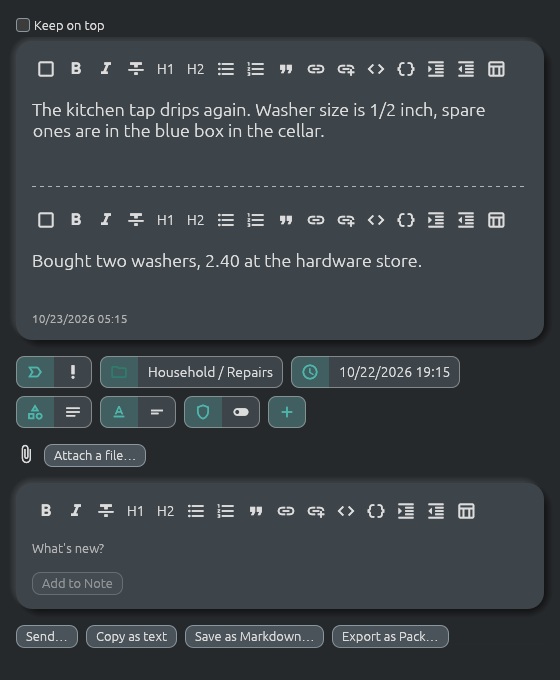 Keep on top
B I S H1 H2
The kitchen tap drips again. Washer size is 1/2 inch, spare
ones are in the blue box in the cellar.
B I S H1 H2
Bought two washers, 2.40 at the hardware store.
10/23/2026 05:15
Household / Repairs
10/22/2026 19:15
A
Attach a file...
B I S H1 H2
What's new?
Add to Note
Send...
Copy as text
Save as Markdown...
Export as Pack...